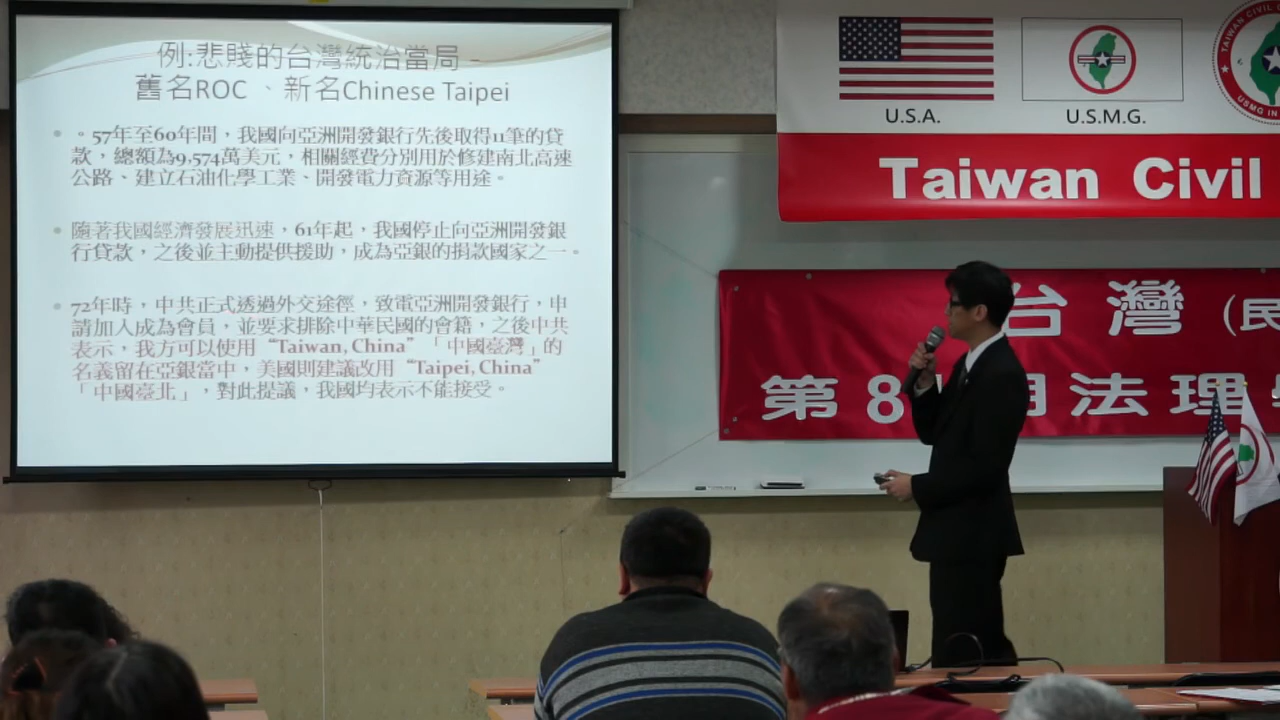 例:悲賤的台灣統治當局 -
舊名ROC 、新名Chinese Taipei
。57年至60年間，我國向亞洲開發銀行先後取得11筆的貸
款，總額為9,574萬美元，相關經費分別用於修建南北高速
公路、建立石油化學工業、開發電力資源等用途。
隨著我國經濟發展迅速，61年起，我國停止向亞洲開發銀
行貸款，之後並主動提供援助，成為亞銀的捐款國家之一。
72年時，中共正式透過外交途徑，致電亞洲開發銀行，申
請加入成為會員，並要求排除中華民國的會籍，之後中共
表示，我方可以使用“Taiwan, China”「中國臺灣」的
名義留在亞銀當中，美國則建議改用“Taipei, China”
「中國臺北」，對此提議，我國均表示不能接受。
U.S.A.
U.S.M.G.
TAIWAN CIVIL
USMG IN
Taiwan Civil
台灣(民
第8 期法理